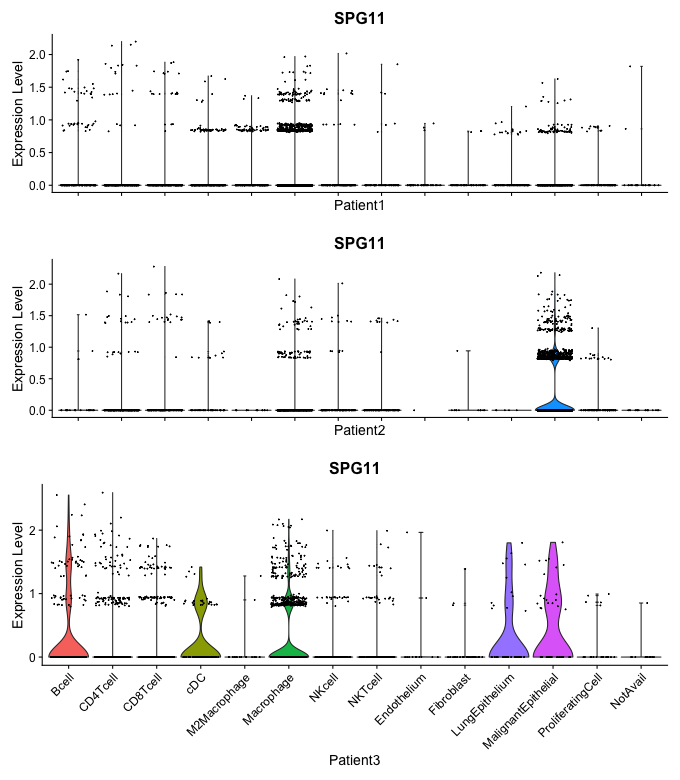 SPG11
Expression Level
2.0
1.5
1.0
0.5
0.0
Patient1
SPG11
Expression Level
2.0
1.5
1.0
0.5
0.0
Patient2
SPG11
Expression Level
2
1
0
Bcell
CD4Tcell
CD8Tcell
cDC
M2Macrophage
Macrophage
NKcell
NKTcell
Endothelium
Fibroblast
LungEpithelium
MalignantEpithelial
ProliferatingCell
NotAvail
Patient3